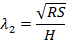 λ₂ = √RS / H